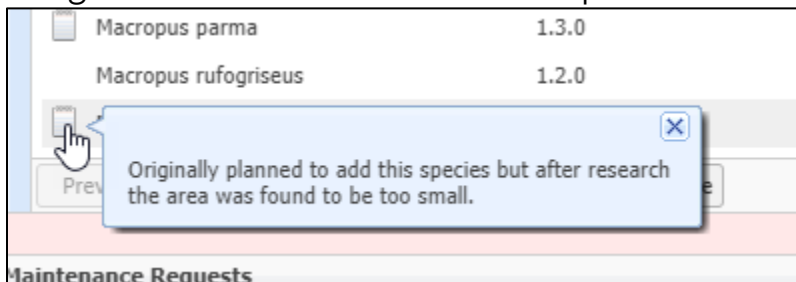 Macropus parma 1.3.0
Macropus rufogriseus 1.2.0
Originally planned to add this species but after research
the area was found to be too small.
Maintenance Requests